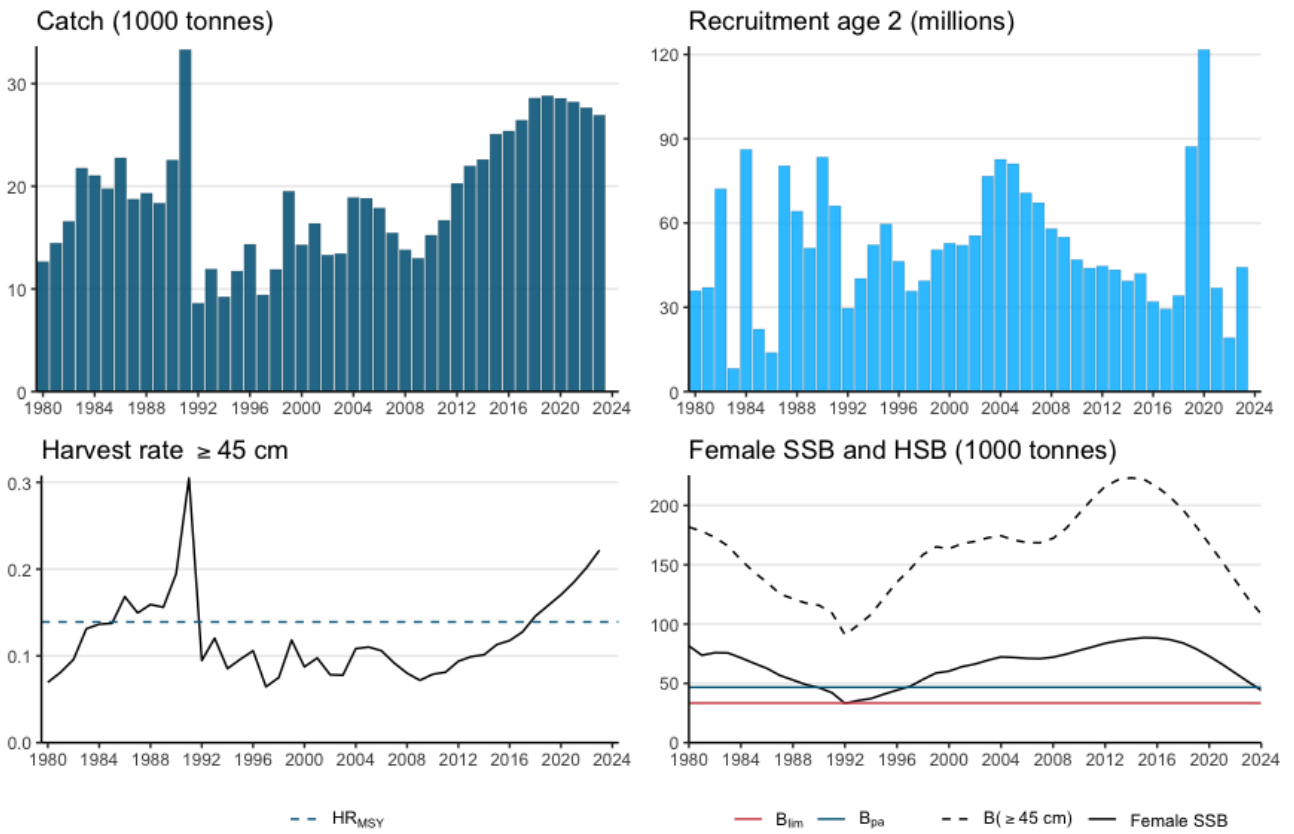 Catch (1000 tonnes)
30
20
10
0
1980 1984 1988 1992 1996 2000 2004 2008 2012 2016 2020 2024
Recruitment age 2 (millions)
120
90
60
30
0
1980 1984 1988 1992 1996 2000 2004 2008 2012 2016 2020 2024
Harvest rate ≥ 45 cm
0.3
0.2
0.1
0.0
1980 1984 1988 1992 1996 2000 2004 2008 2012 2016 2020 2024
HRMSY
Female SSB and HSB (1000 tonnes)
200
150
100
50
0
1980 1984 1988 1992 1996 2000 2004 2008 2012 2016 2020 2024
Blim Bpa B( ≥ 45 cm) Female SSB